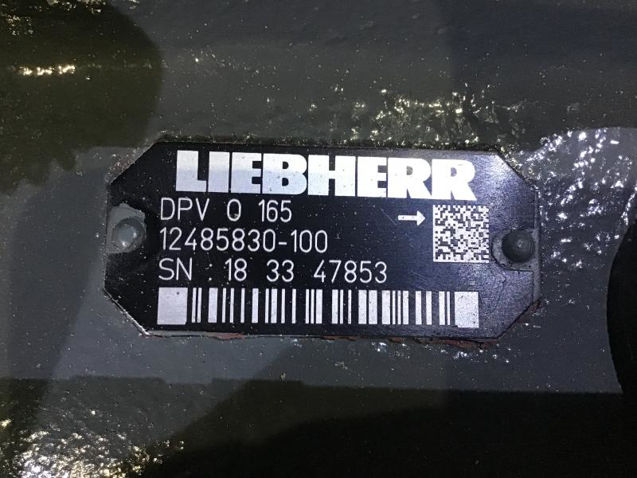 LIEBHERR
DPV O 165
12485830-100
SN : 18 33 47853